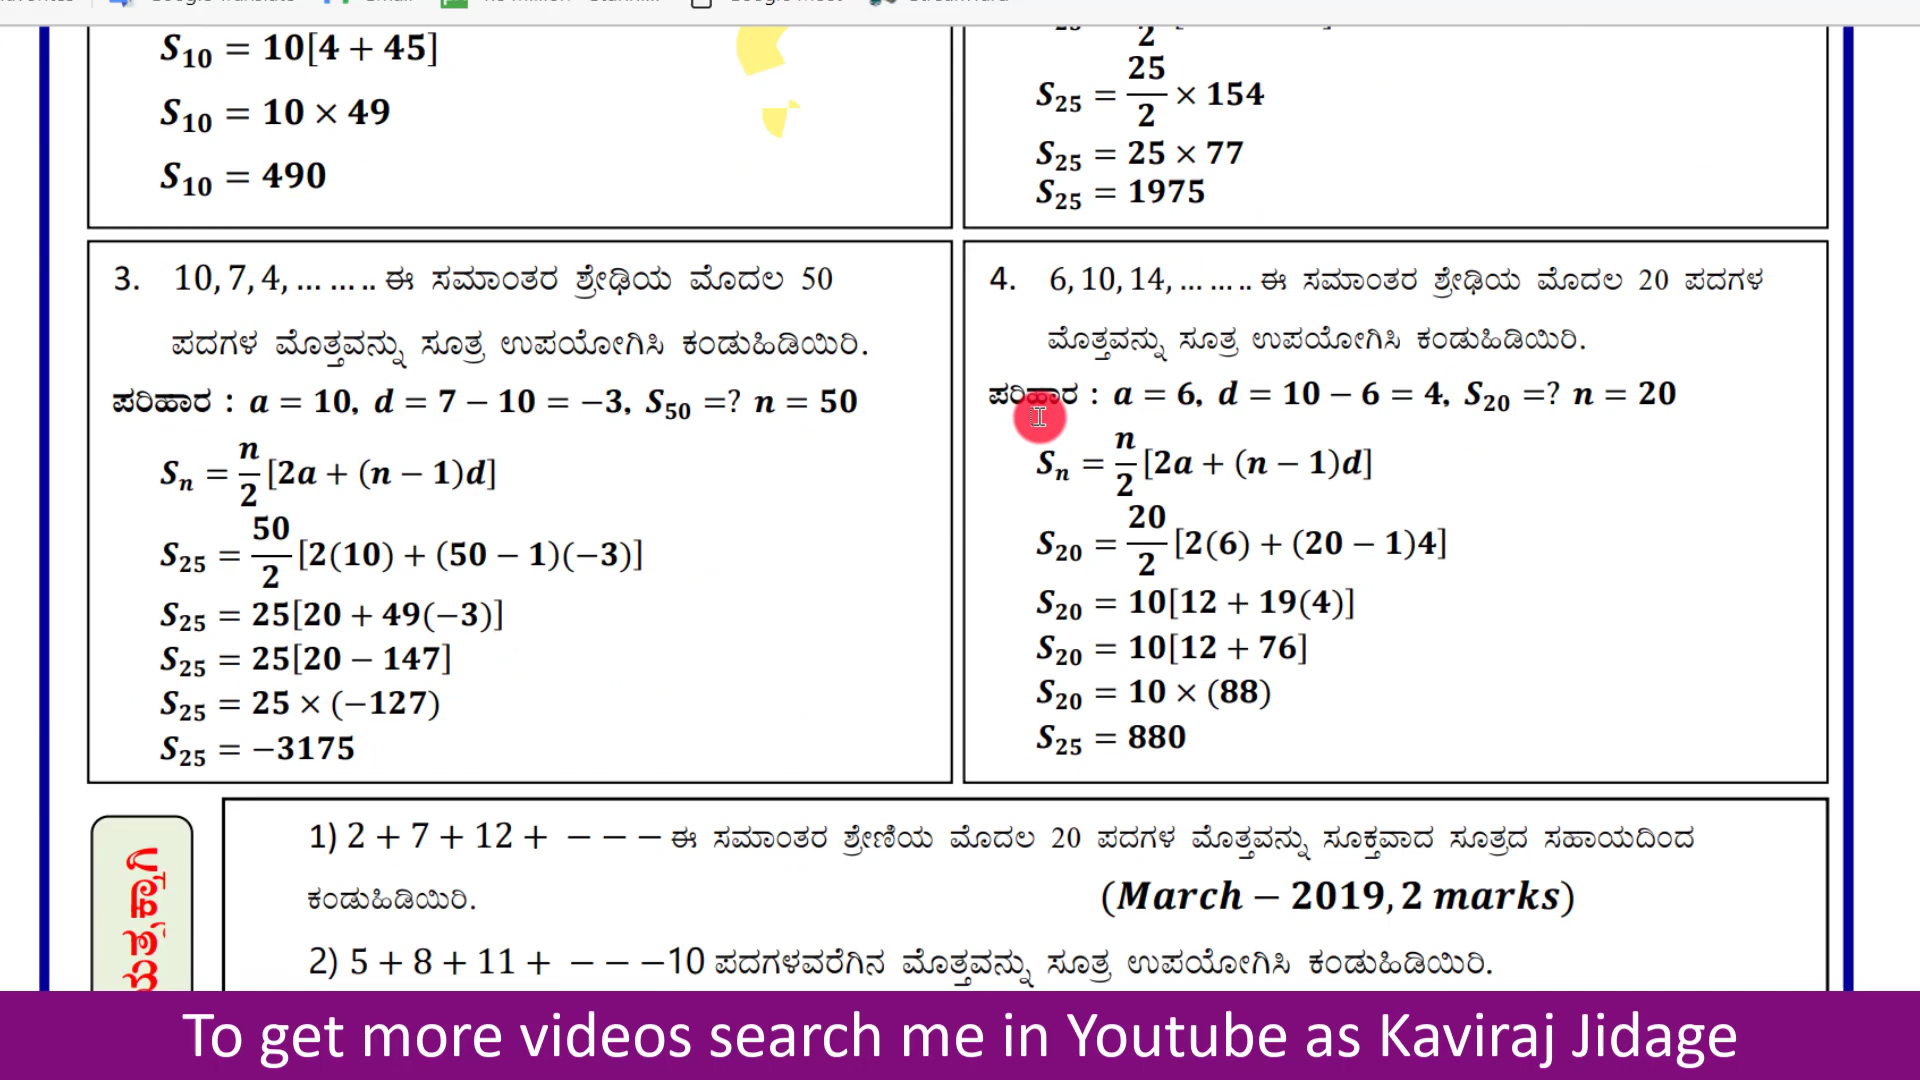 S₁₀ = 10[4 + 45]
S₁₀ = 10 × 49
S₁₀ = 490
S₂₅ = 25/2 × 154
S₂₅ = 25 × 77
S₂₅ = 1975
3. 10, 7, 4, … … .. ಈ ಸಮಾಂತರ ಶ್ರೇಢಿಯ ಮೊದಲ 50
ಪದಗಳ ಮೊತ್ತವನ್ನು ಸೂತ್ರ ಉಪಯೋಗಿಸಿ ಕಂಡುಹಿಡಿಯಿರಿ.
ಪರಿಹಾರ : a = 10, d = 7 − 10 = −3, S₅₀ =? n = 50
Sₙ = n/2 [2a + (n − 1)d]
S₂₅ = 50/2 [2(10) + (50 − 1)(−3)]
S₂₅ = 25[20 + 49(−3)]
S₂₅ = 25[20 − 147]
S₂₅ = 25 × (−127)
S₂₅ = −3175
4. 6, 10, 14, … … .. ಈ ಸಮಾಂತರ ಶ್ರೇಢಿಯ ಮೊದಲ 20 ಪದಗಳ
ಮೊತ್ತವನ್ನು ಸೂತ್ರ ಉಪಯೋಗಿಸಿ ಕಂಡುಹಿಡಿಯಿರಿ.
ಪರಿಹಾರ : a = 6, d = 10 − 6 = 4, S₂₀ =? n = 20
Sₙ = n/2 [2a + (n − 1)d]
S₂₀ = 20/2 [2(6) + (20 − 1)4]
S₂₀ = 10[12 + 19(4)]
S₂₀ = 10[12 + 76]
S₂₀ = 10 × (88)
S₂₅ = 880
1) 2 + 7 + 12 + − − − ಈ ಸಮಾಂತರ ಶ್ರೇಣಿಯ ಮೊದಲ 20 ಪದಗಳ ಮೊತ್ತವನ್ನು ಸೂಕ್ತವಾದ ಸೂತ್ರದ ಸಹಾಯದಿಂದ
ಕಂಡುಹಿಡಿಯಿರಿ. (March − 2019, 2 marks)
2) 5 + 8 + 11 + − − −10 ಪದಗಳವರೆಗಿನ ಮೊತ್ತವನ್ನು ಸೂತ್ರ ಉಪಯೋಗಿಸಿ ಕಂಡುಹಿಡಿಯಿರಿ.
To get more videos search me in Youtube as Kaviraj Jidage